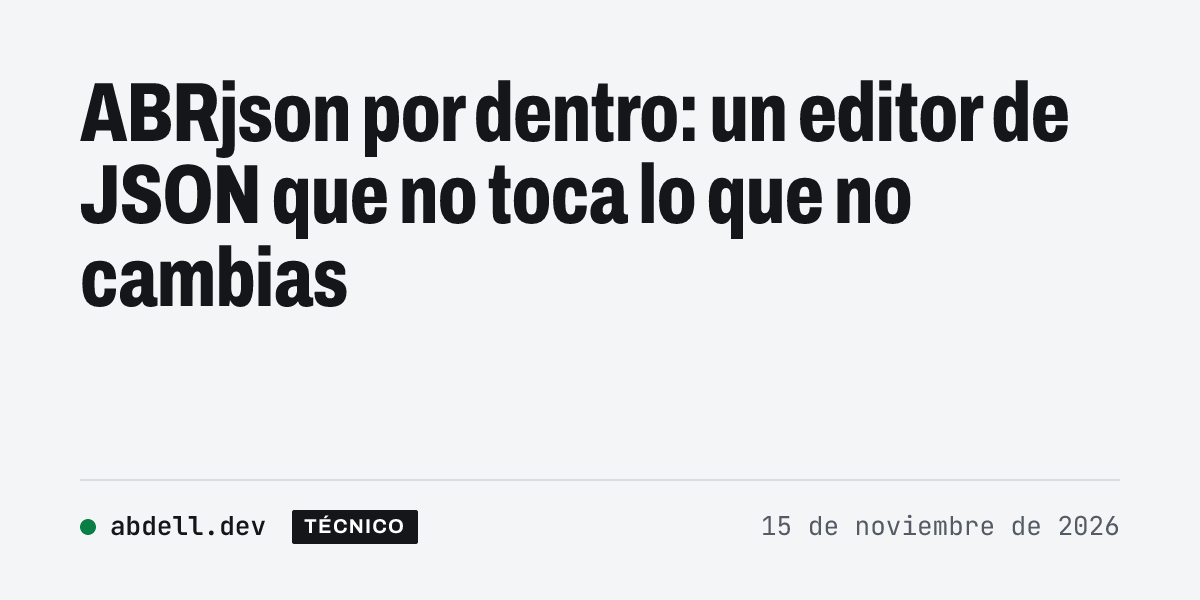 ABRjson por dentro: un editor de
JSON que no toca lo que no
cambias
abdell.dev TÉCNICO 15 de noviembre de 2026